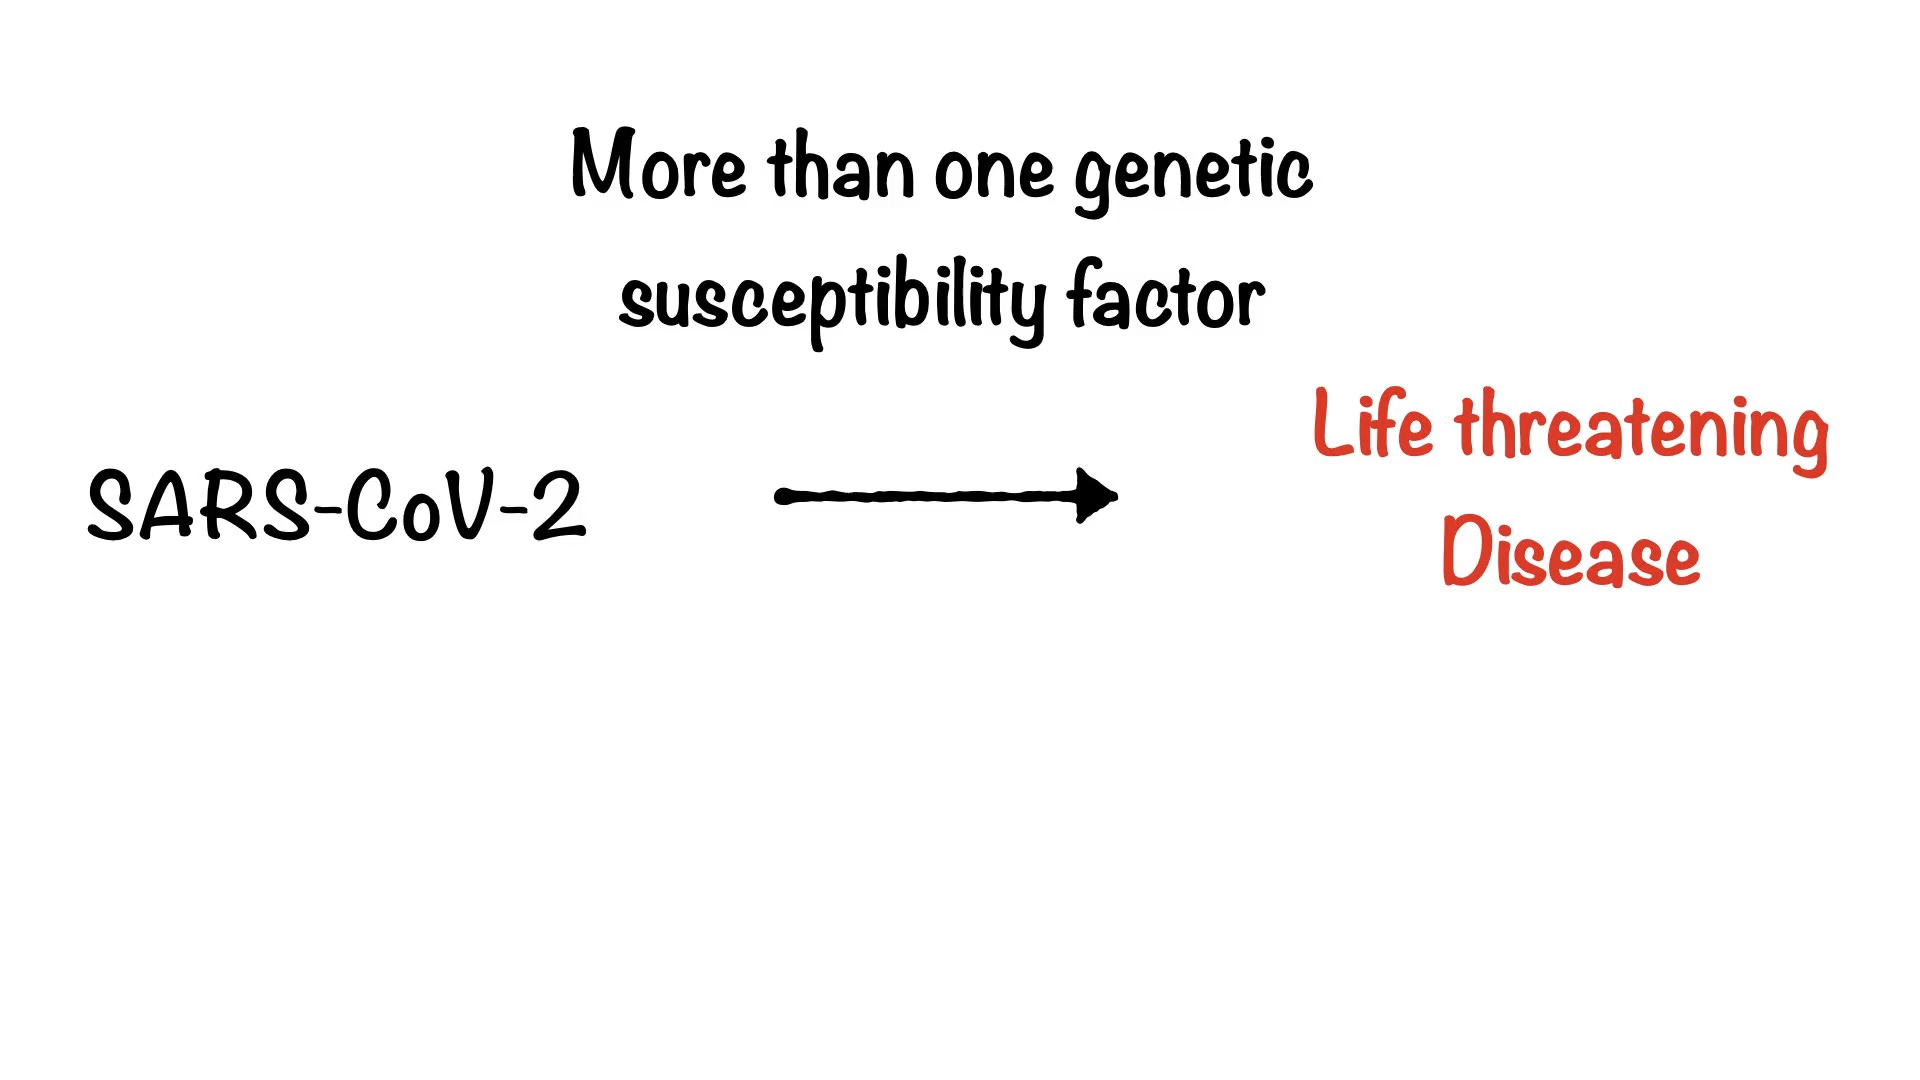 More than one genetic
susceptibility factor
SARS-CoV-2
Life threatening
Disease